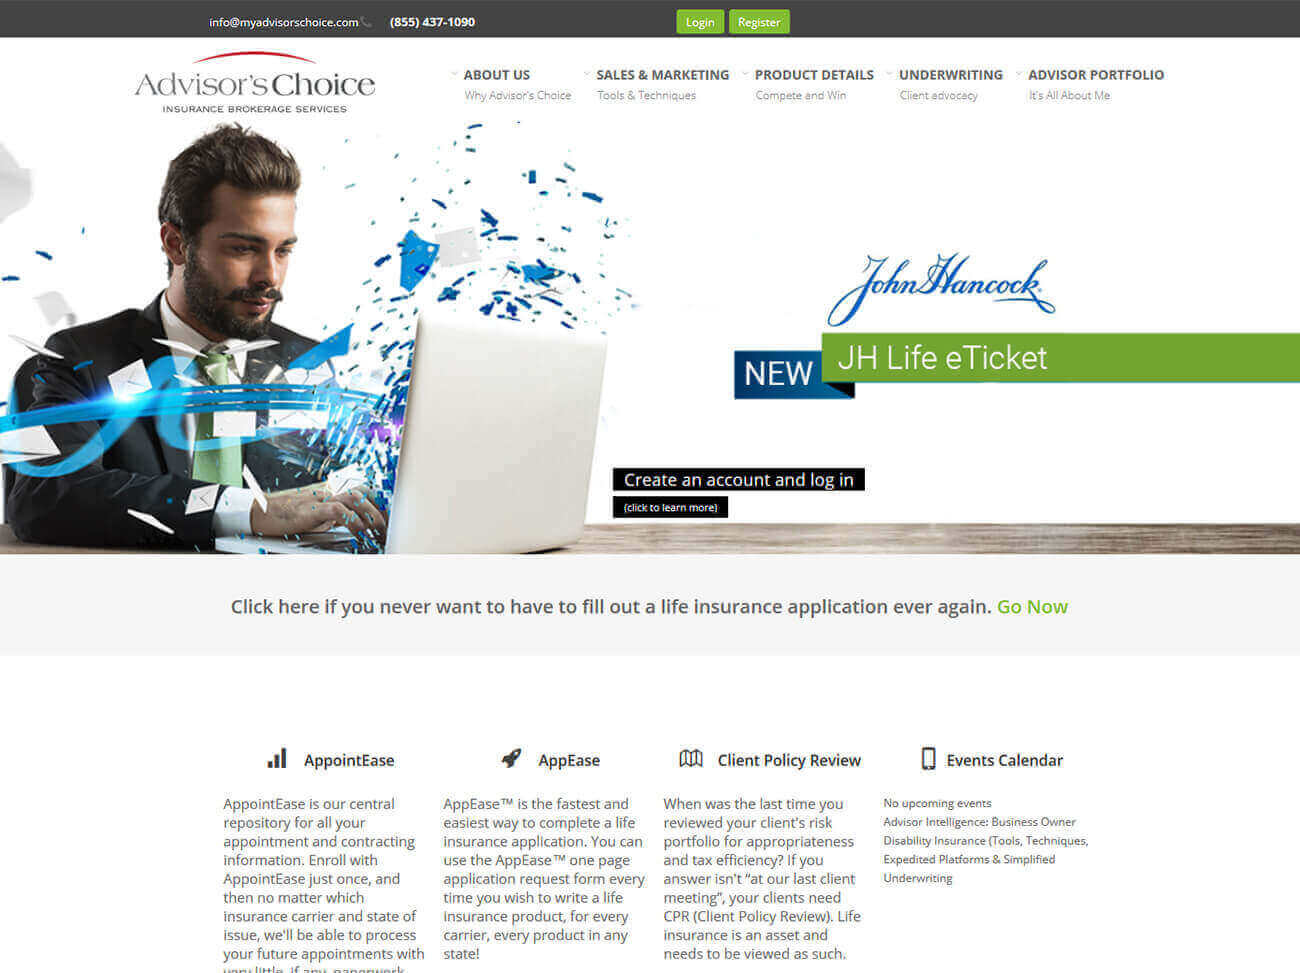 info@myadvisorschoice.com (855) 437-1090 Login Register
Advisor's Choice
INSURANCE BROKERAGE SERVICES
ABOUT US
Why Advisor's Choice
SALES & MARKETING
Tools & Techniques
PRODUCT DETAILS
Compete and Win
UNDERWRITING
Client advocacy
ADVISOR PORTFOLIO
It's All About Me
John Hancock
NEW JH Life eTicket
Create an account and log in
(click to learn more)
Click here if you never want to have to fill out a life insurance application ever again. Go Now
AppointEase
AppointEase is our central
repository for all your
appointment and contracting
information. Enroll with
AppointEase just once, and
then no matter which
insurance carrier and state of
issue, we'll be able to process
your future appointments with
very little, if any, paperwork
AppEase
AppEase™ is the fastest and
easiest way to complete a life
insurance application. You can
use the AppEase™ one page
application request form every
time you wish to write a life
insurance product, for every
carrier, every product in any
state!
Client Policy Review
When was the last time you
reviewed your client's risk
portfolio for appropriateness
and tax efficiency? If you
answer isn't “at our last client
meeting”, your clients need
CPR (Client Policy Review). Life
insurance is an asset and
needs to be viewed as such.
Events Calendar
No upcoming events
Advisor Intelligence: Business Owner
Disability Insurance (Tools, Techniques,
Expedited Platforms & Simplified
Underwriting